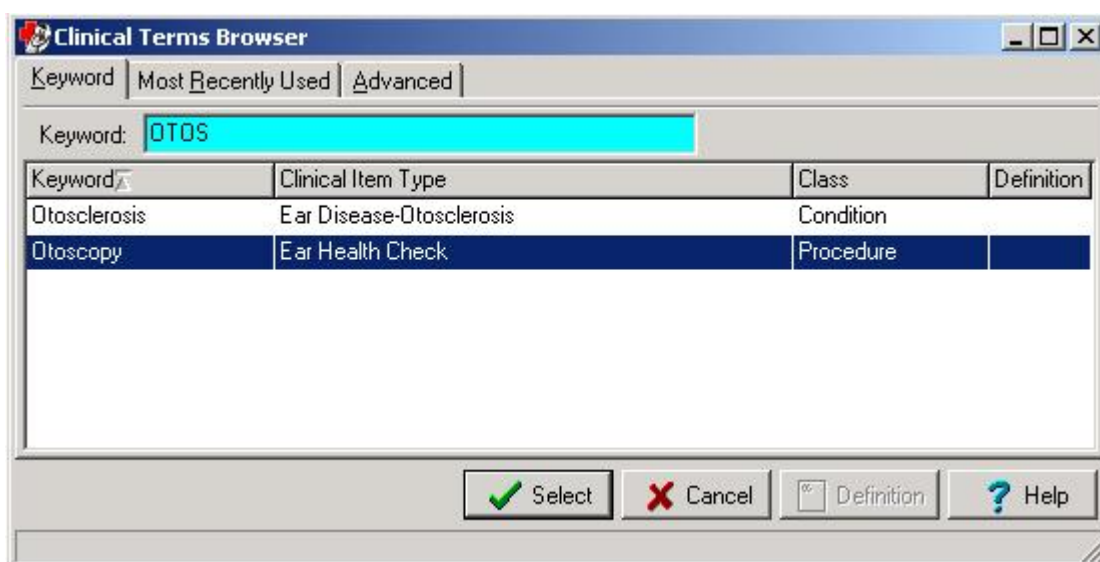 Clinical Terms Browser
Keyword Most Recently Used Advanced
Keyword: OTOS
Keyword Clinical Item Type Class Definition
Otosclerosis Ear Disease-Otosclerosis Condition
Otoscopy Ear Health Check Procedure
Select Cancel Definition Help